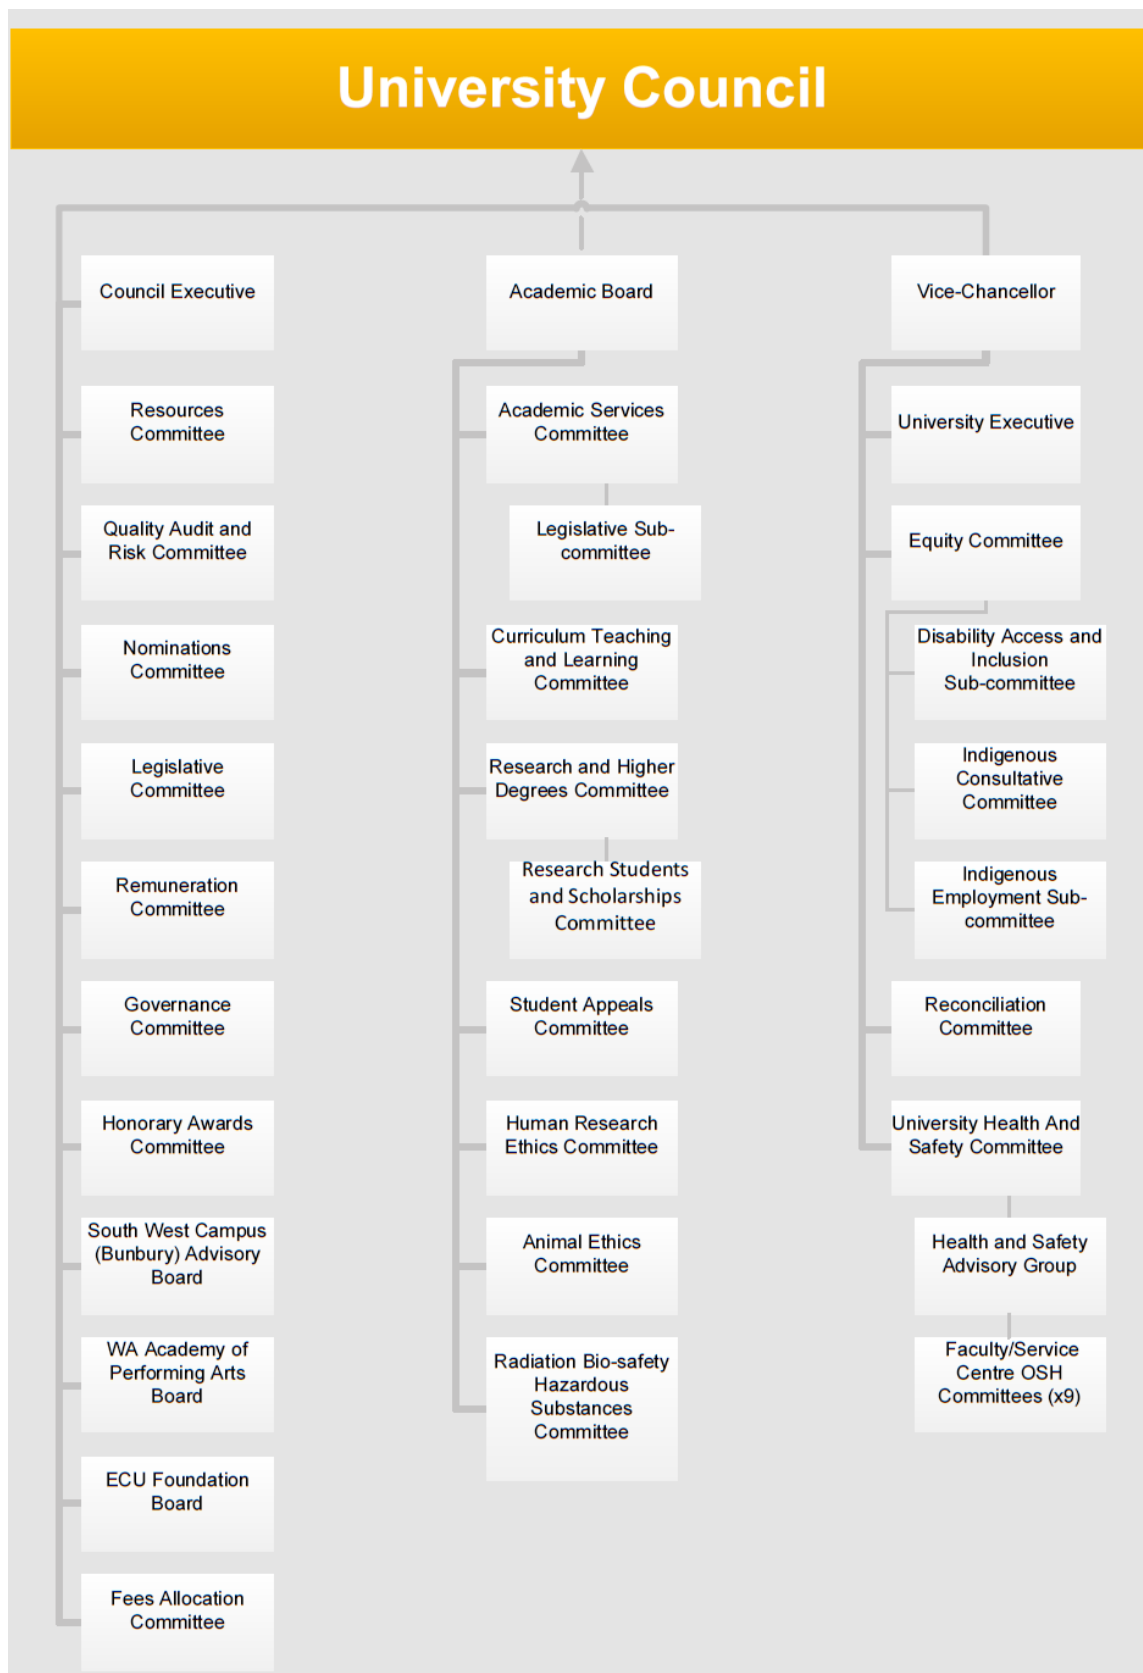 University Council
Council Executive
Resources
Committee
Quality Audit and
Risk Committee
Nominations
Committee
Legislative
Committee
Remuneration
Committee
Governance
Committee
Honorary Awards
Committee
South West Campus
(Bunbury) Advisory
Board
WA Academy of
Performing Arts
Board
ECU Foundation
Board
Fees Allocation
Committee
Academic Board
Academic Services
Committee
Legislative Sub-
committee
Curriculum Teaching
and Learning
Committee
Research and Higher
Degrees Committee
Research Students
and Scholarships
Committee
Student Appeals
Committee
Human Research
Ethics Committee
Animal Ethics
Committee
Radiation Bio-safety
Hazardous
Substances
Committee
Vice-Chancellor
University Executive
Equity Committee
Disability Access and
Inclusion
Sub-committee
Indigenous
Consultative
Committee
Indigenous
Employment Sub-
committee
Reconciliation
Committee
University Health And
Safety Committee
Health and Safety
Advisory Group
Faculty/Service
Centre OSH
Committees (x9)